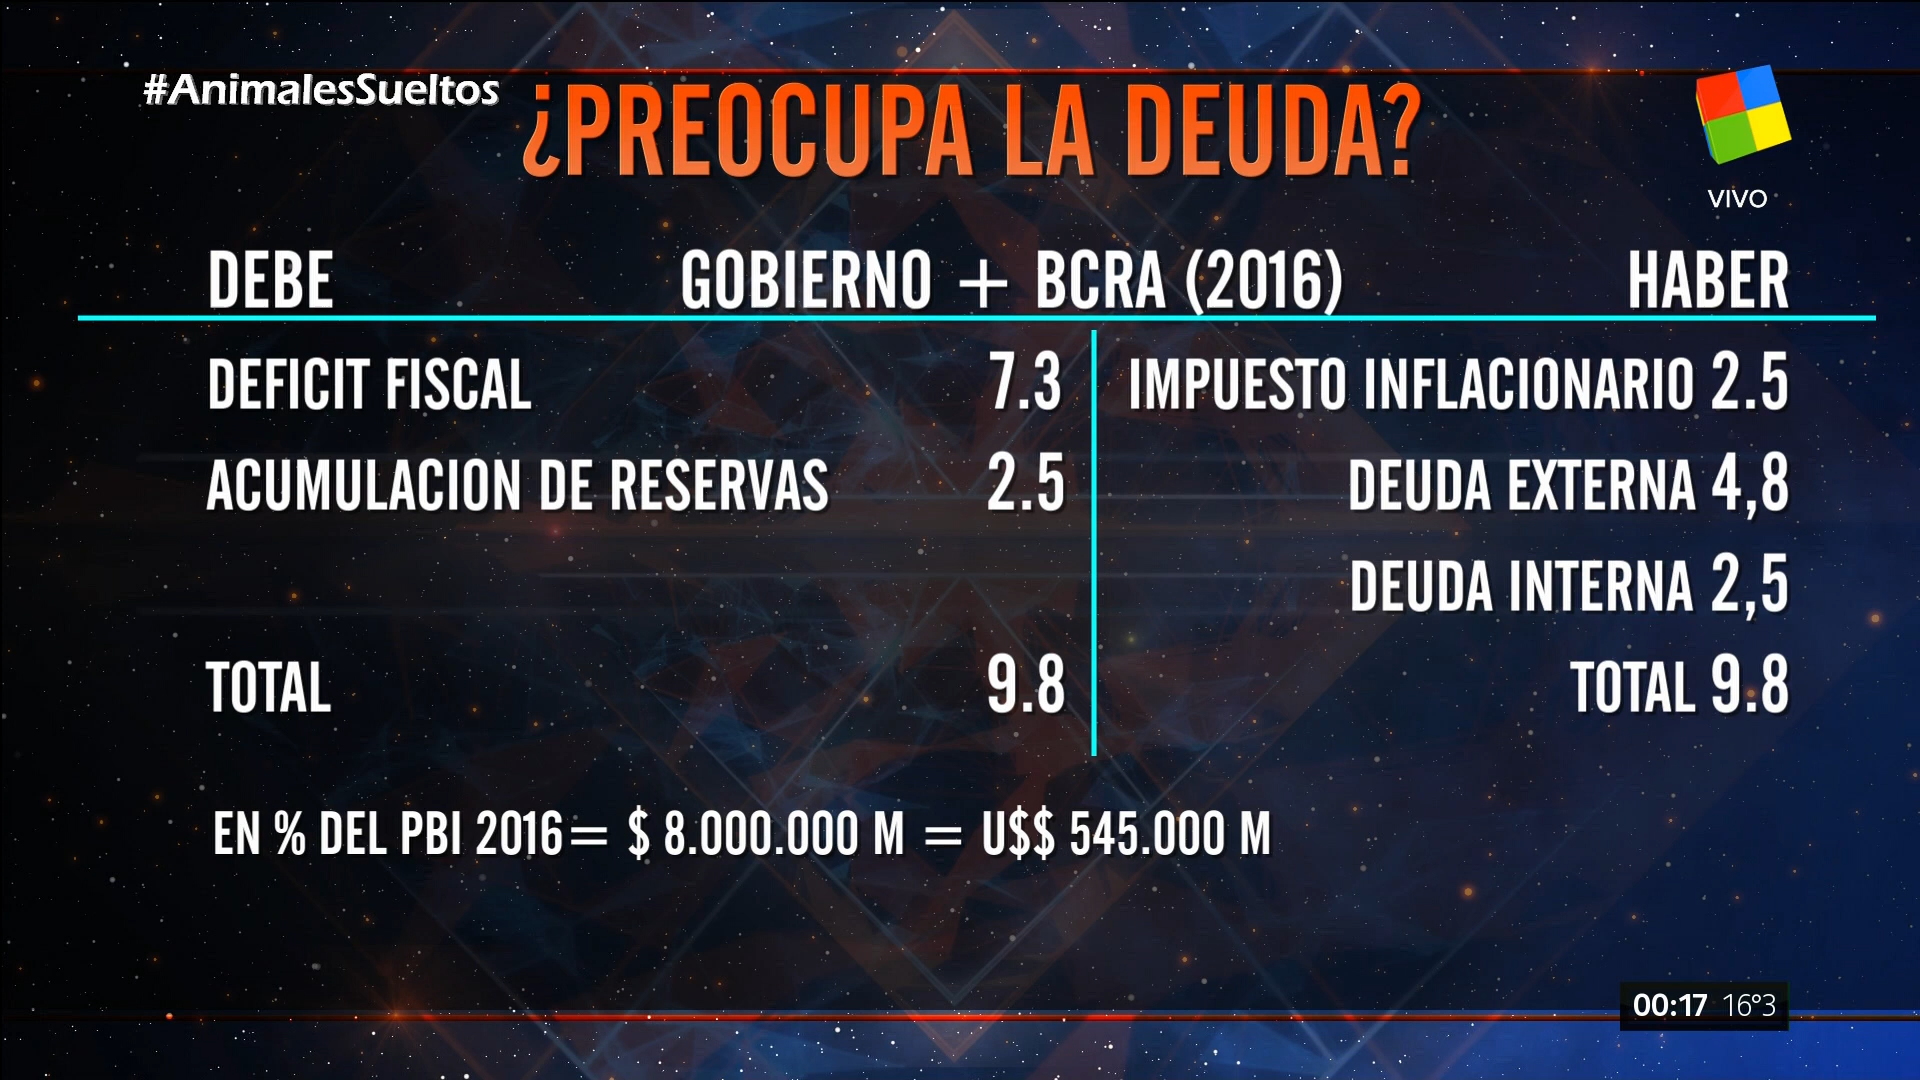 #AnimalesSueltos
¿PREOCUPA LA DEUDA?
VIVO
DEBE GOBIERNO + BCRA (2016) HABER
DEFICIT FISCAL 7.3 IMPUESTO INFLACIONARIO 2.5
ACUMULACION DE RESERVAS 2.5 DEUDA EXTERNA 4,8
DEUDA INTERNA 2,5
TOTAL 9.8 TOTAL 9.8
EN % DEL PBI 2016= $ 8.000.000 M = U$$ 545.000 M
00:17 16°3